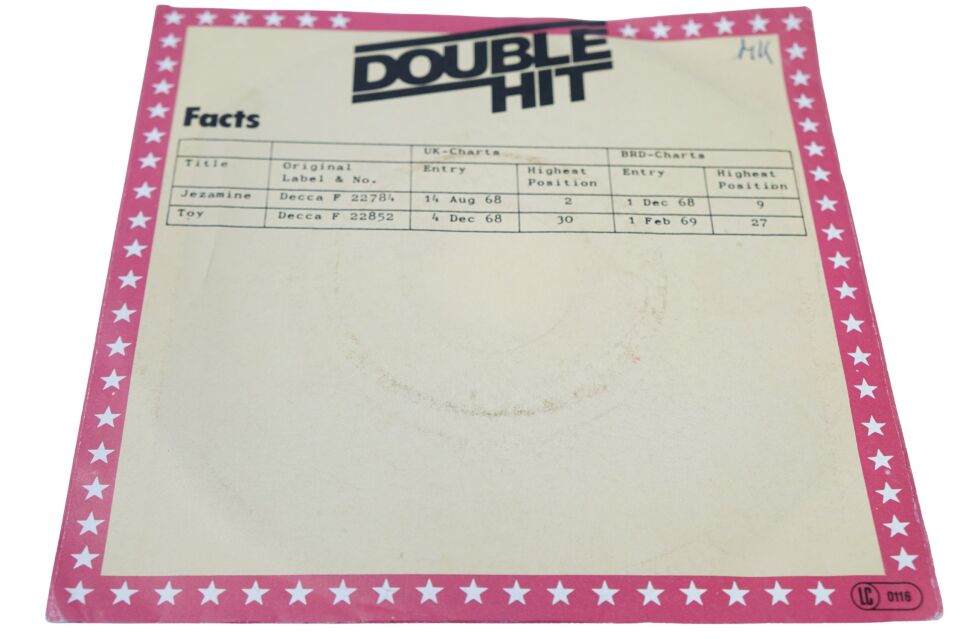 DOUBLE
HIT
MK
Facts
UK-Charts BRD-Charts
Title Original Label & No. Entry Highest Position Entry Highest Position
Jezamine Decca F 22784 14 Aug 68 2 1 Dec 68 9
Toy Decca F 22852 4 Dec 68 30 1 Feb 69 27
LC 0116